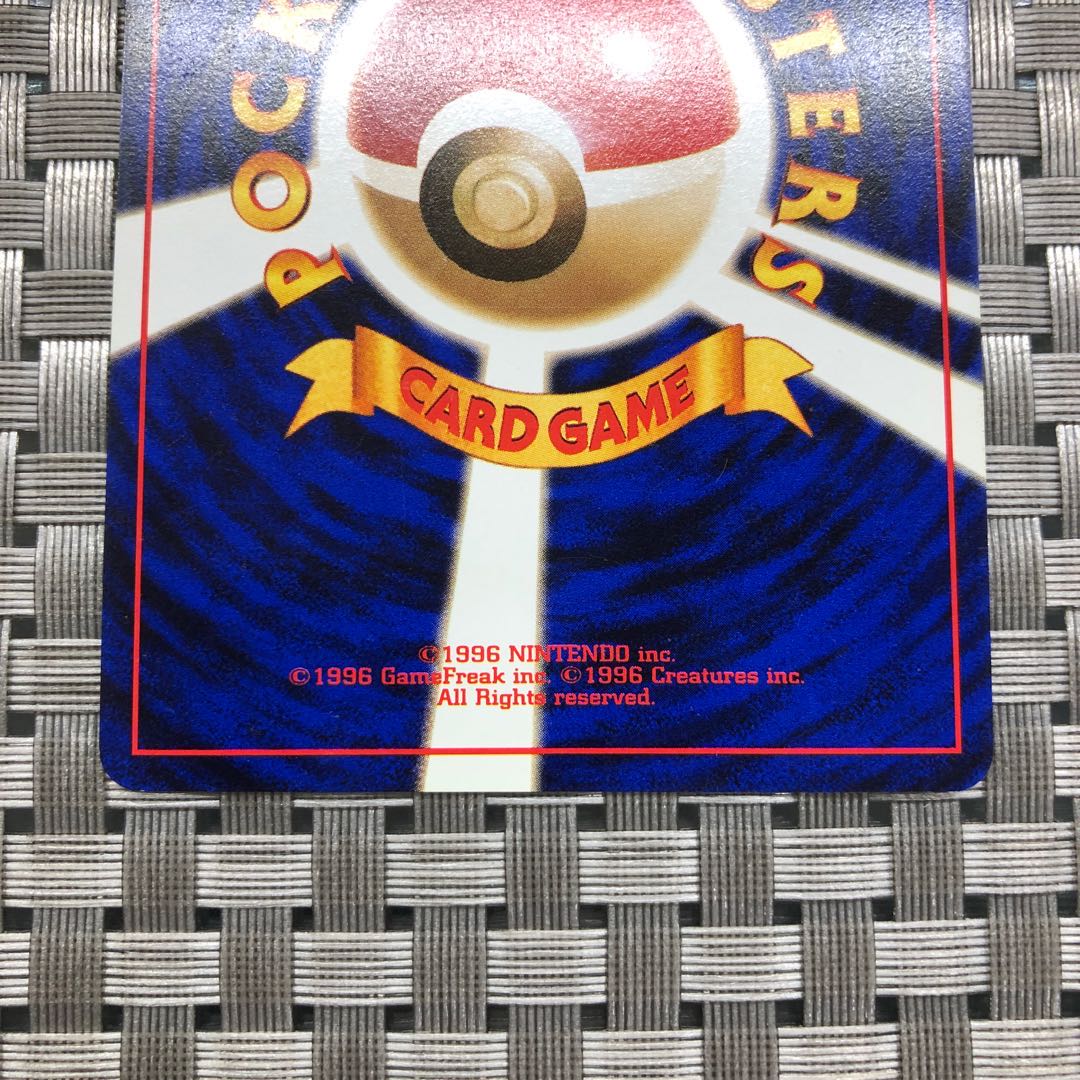 POCK
TERS
CARD GAME
©1996 NINTENDO inc.
©1996 GameFreak inc. ©1996 Creatures inc.
All Rights reserved.